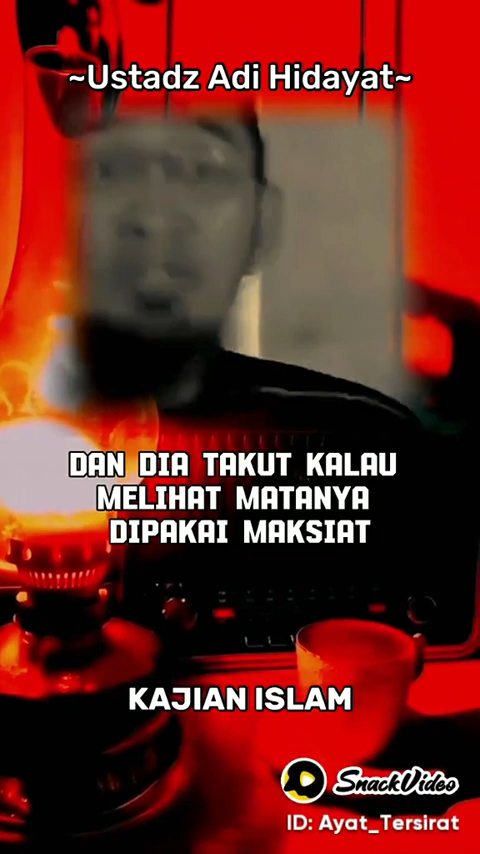 ~Ustadz Adi Hidayat~
DAN DIA TAKUT KALAU
MELIHAT MATANYA
DIPAKAI MAKSIAT
KAJIAN ISLAM
SnackVideo
ID: Ayat_Tersirat